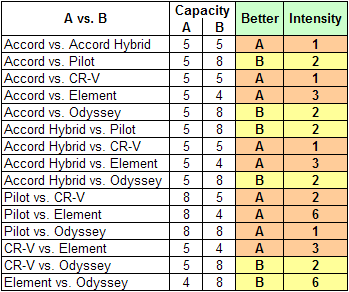 A vs. B Capacity Better Intensity
A B
Accord vs. Accord Hybrid 5 5 A 1
Accord vs. Pilot 5 8 B 2
Accord vs. CR-V 5 5 A 1
Accord vs. Element 5 4 A 3
Accord vs. Odyssey 5 8 B 2
Accord Hybrid vs. Pilot 5 8 B 2
Accord Hybrid vs. CR-V 5 5 A 1
Accord Hybrid vs. Element 5 4 A 3
Accord Hybrid vs. Odyssey 5 8 B 2
Pilot vs. CR-V 8 5 A 2
Pilot vs. Element 8 4 A 6
Pilot vs. Odyssey 8 8 A 1
CR-V vs. Element 5 4 A 3
CR-V vs. Odyssey 5 8 B 2
Element vs. Odyssey 4 8 B 6